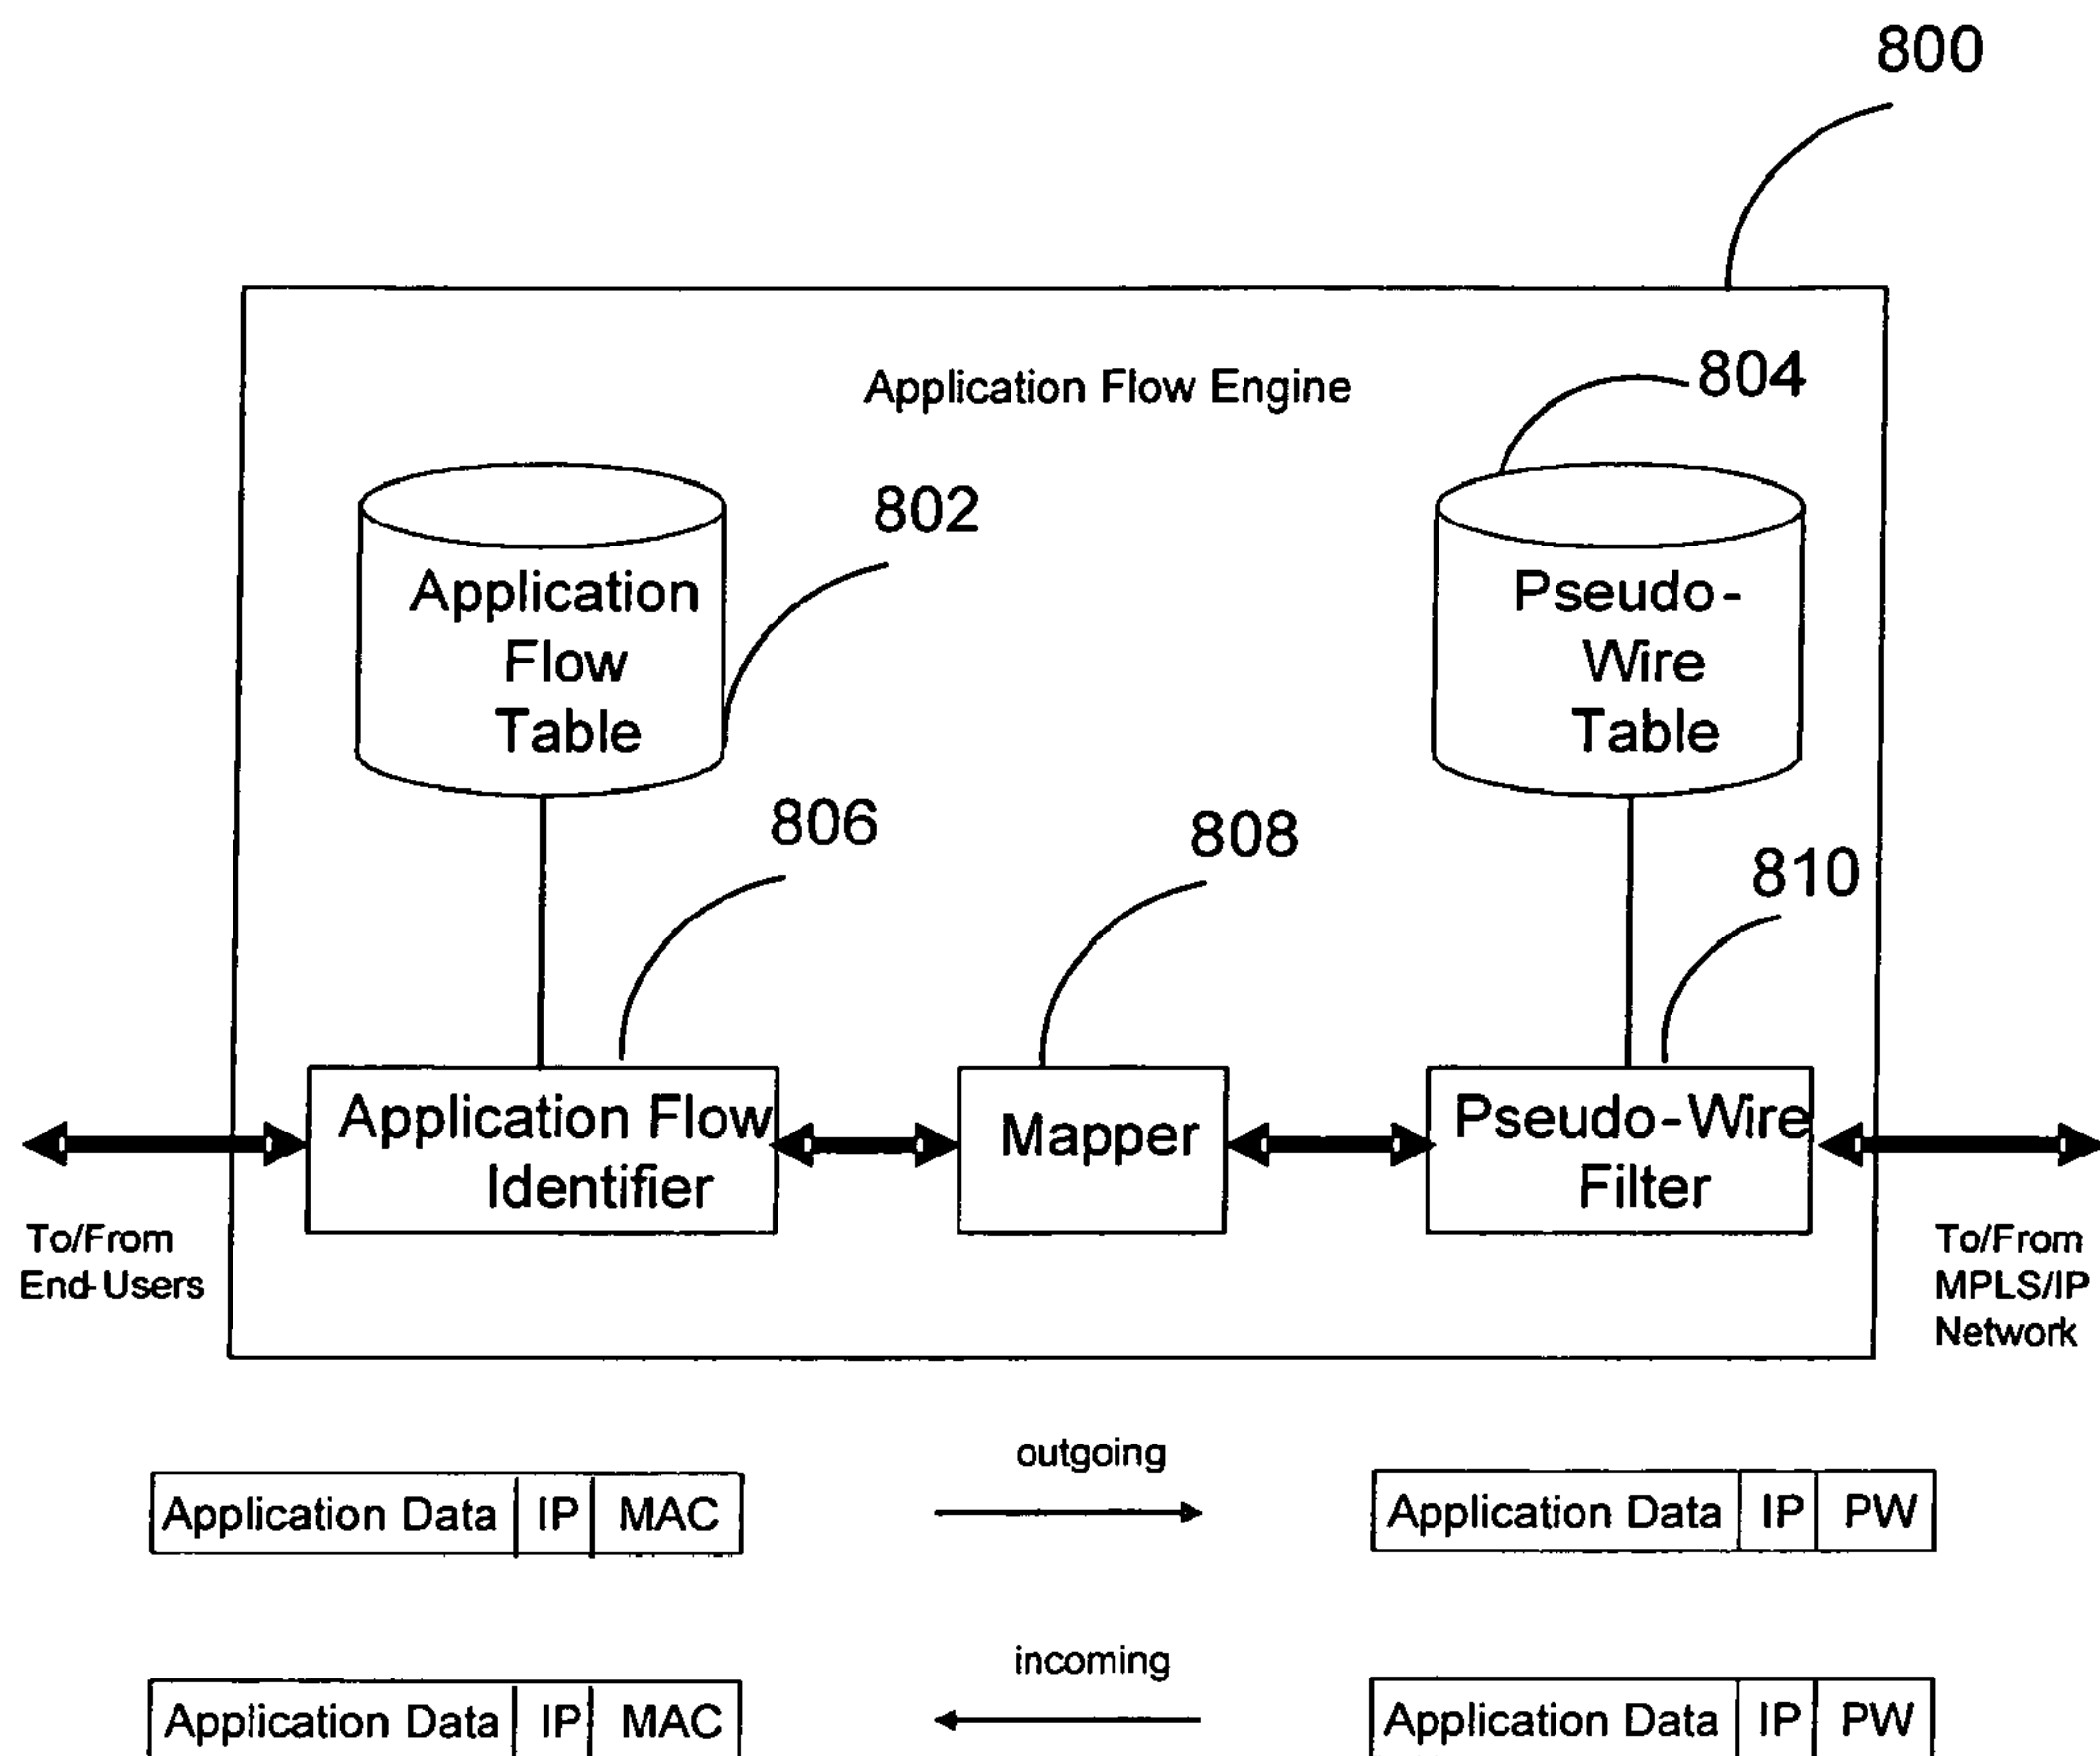 800
Application Flow Engine
804
802
Application
Flow
Table
Pseudo-
Wire
Table
806
808
810
Application Flow
Identifier
Mapper
Pseudo-Wire
Filter
To/From
End-Users
To/From
MPLS/IP
Network
outgoing
Application Data IP MAC
Application Data IP PW
incoming
Application Data IP MAC
Application Data IP PW